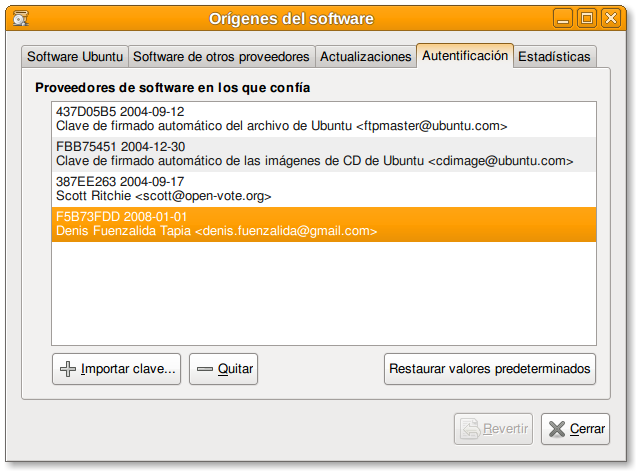 Orígenes del software
Software Ubuntu
Software de otros proveedores
Actualizaciones
Autentificación
Estadísticas
Proveedores de software en los que confía
437D05B5 2004-09-12
Clave de firmado automático del archivo de Ubuntu <ftpmaster@ubuntu.com>
FBB75451 2004-12-30
Clave de firmado automático de las imágenes de CD de Ubuntu <cdimage@ubuntu.com>
387EE263 2004-09-17
Scott Ritchie <scott@open-vote.org>
F5B73FDD 2008-01-01
Denis Fuenzalida Tapia <denis.fuenzalida@gmail.com>
Importar clave...
Quitar
Restaurar valores predeterminados
Revertir
Cerrar